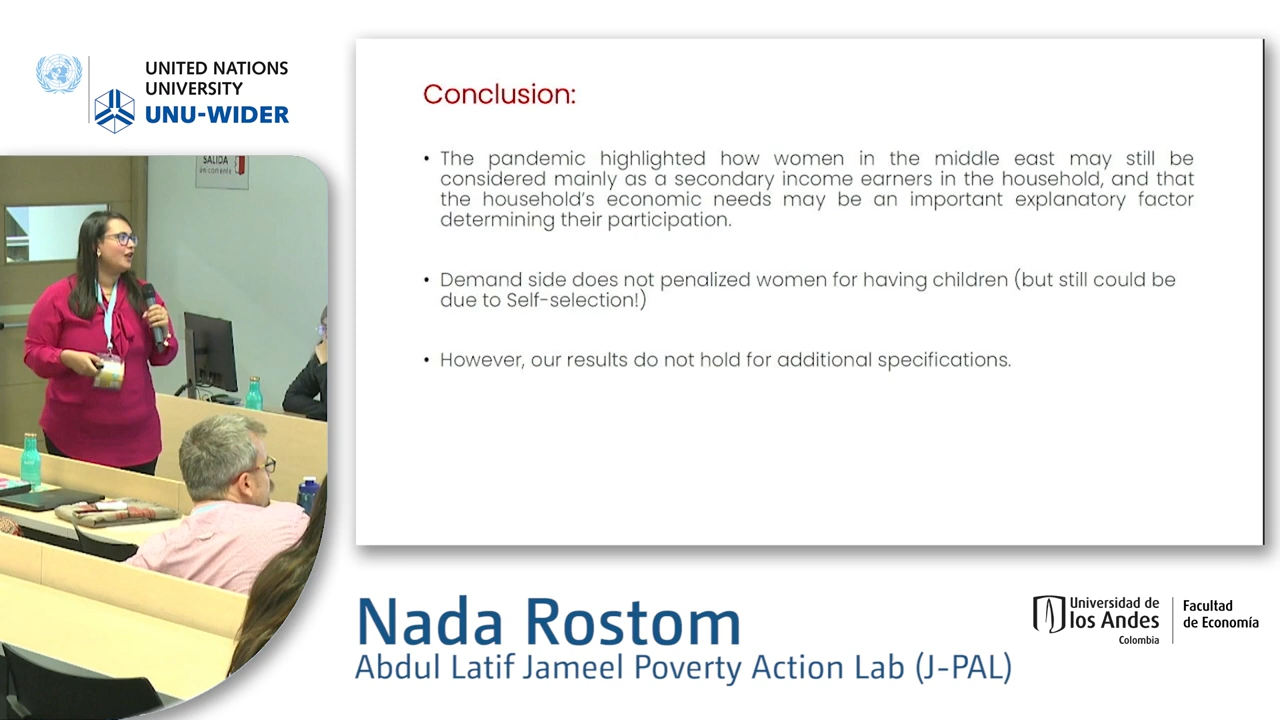 UNITED NATIONS
UNIVERSITY
UNU-WIDER
SALIDA
Conclusion:
• The pandemic highlighted how women in the middle east may still be
considered mainly as a secondary income earners in the household, and that
the household's economic needs may be an important explanatory factor
determining their participation.
• Demand side does not penalized women for having children (but still could be
due to Self-selection!)
• However, our results do not hold for additional specifications.
Nada Rostom
Abdul Latif Jameel Poverty Action Lab (J-PAL)
Universidad de
los Andes
Colombia
Facultad
de Economía